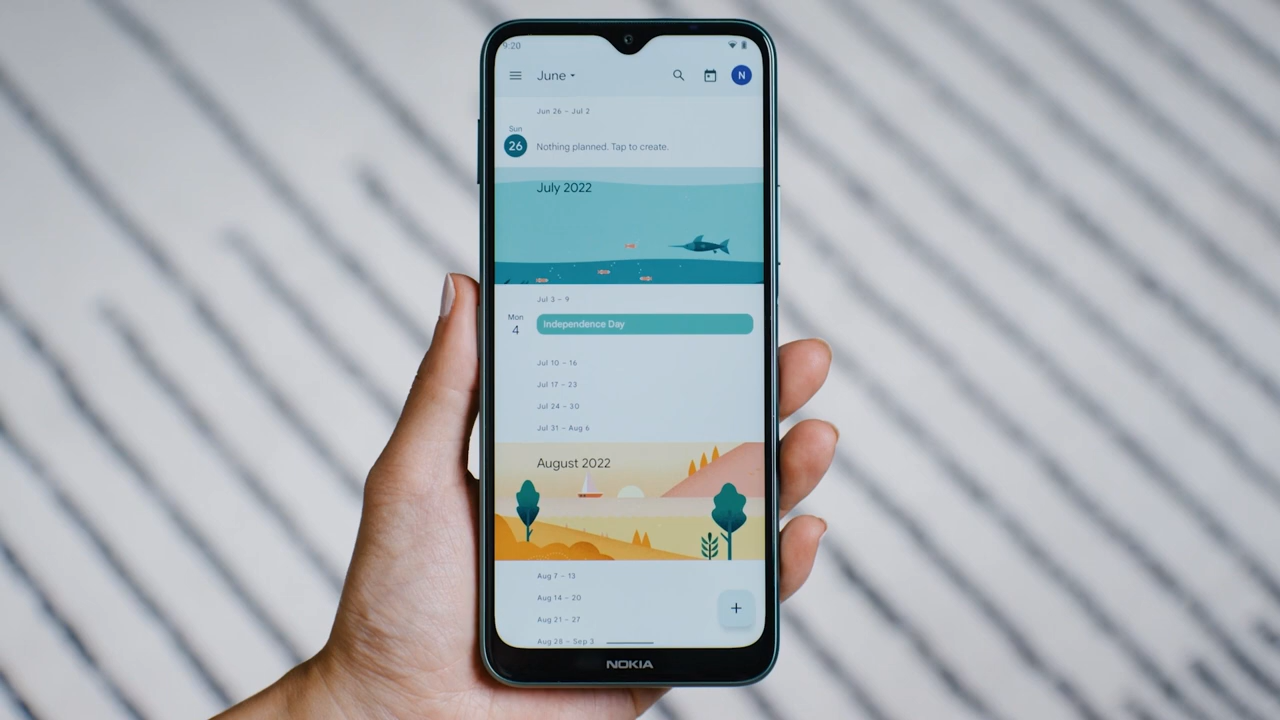 9:20
June
N
Jun 26 – Jul 2
Sun
26 Nothing planned. Tap to create.
July 2022
Jul 3 – 9
Mon
4 Independence Day
Jul 10 – 16
Jul 17 – 23
Jul 24 – 30
Jul 31 – Aug 6
August 2022
Aug 7 – 13
Aug 14 – 20
Aug 21 – 27
Aug 28 – Sep 3
NOKIA